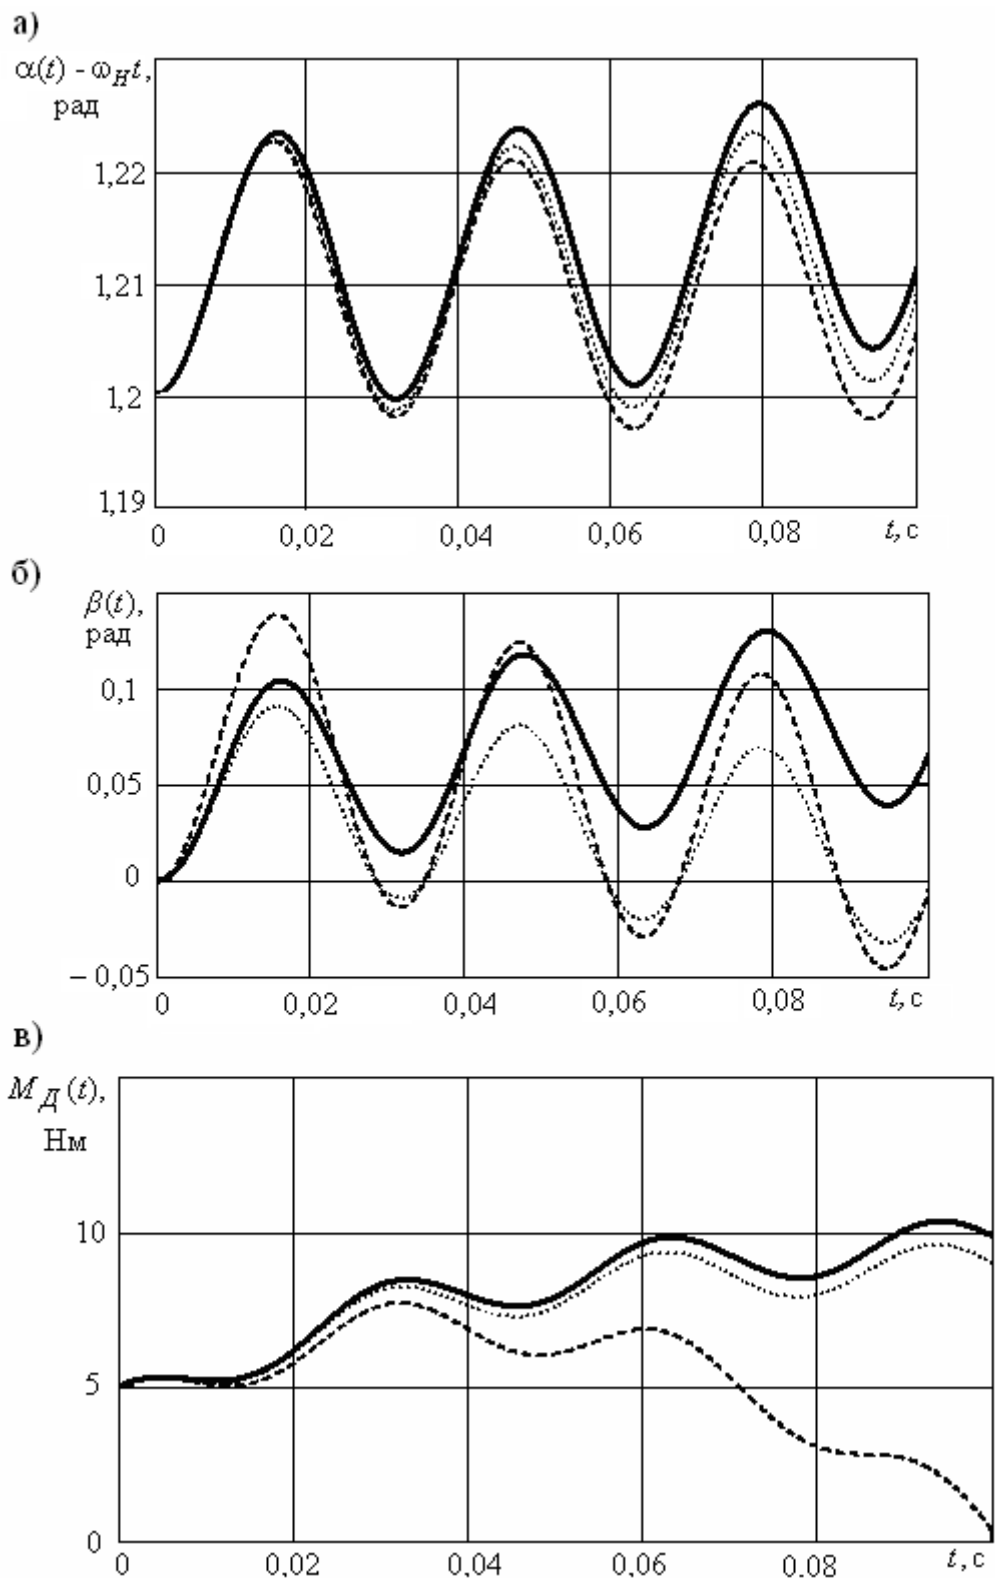 а)
α(t) - ω_H t,
рад
1,22
1,21
1,2
1,19
0 0,02 0,04 0,06 0,08 t, с
б)
β(t),
рад
0,1
0,05
0
– 0,05
0 0,02 0,04 0,06 0,08 t, с
в)
M_Д (t),
Нм
10
5
0
0 0,02 0,04 0,06 0,08 t, с